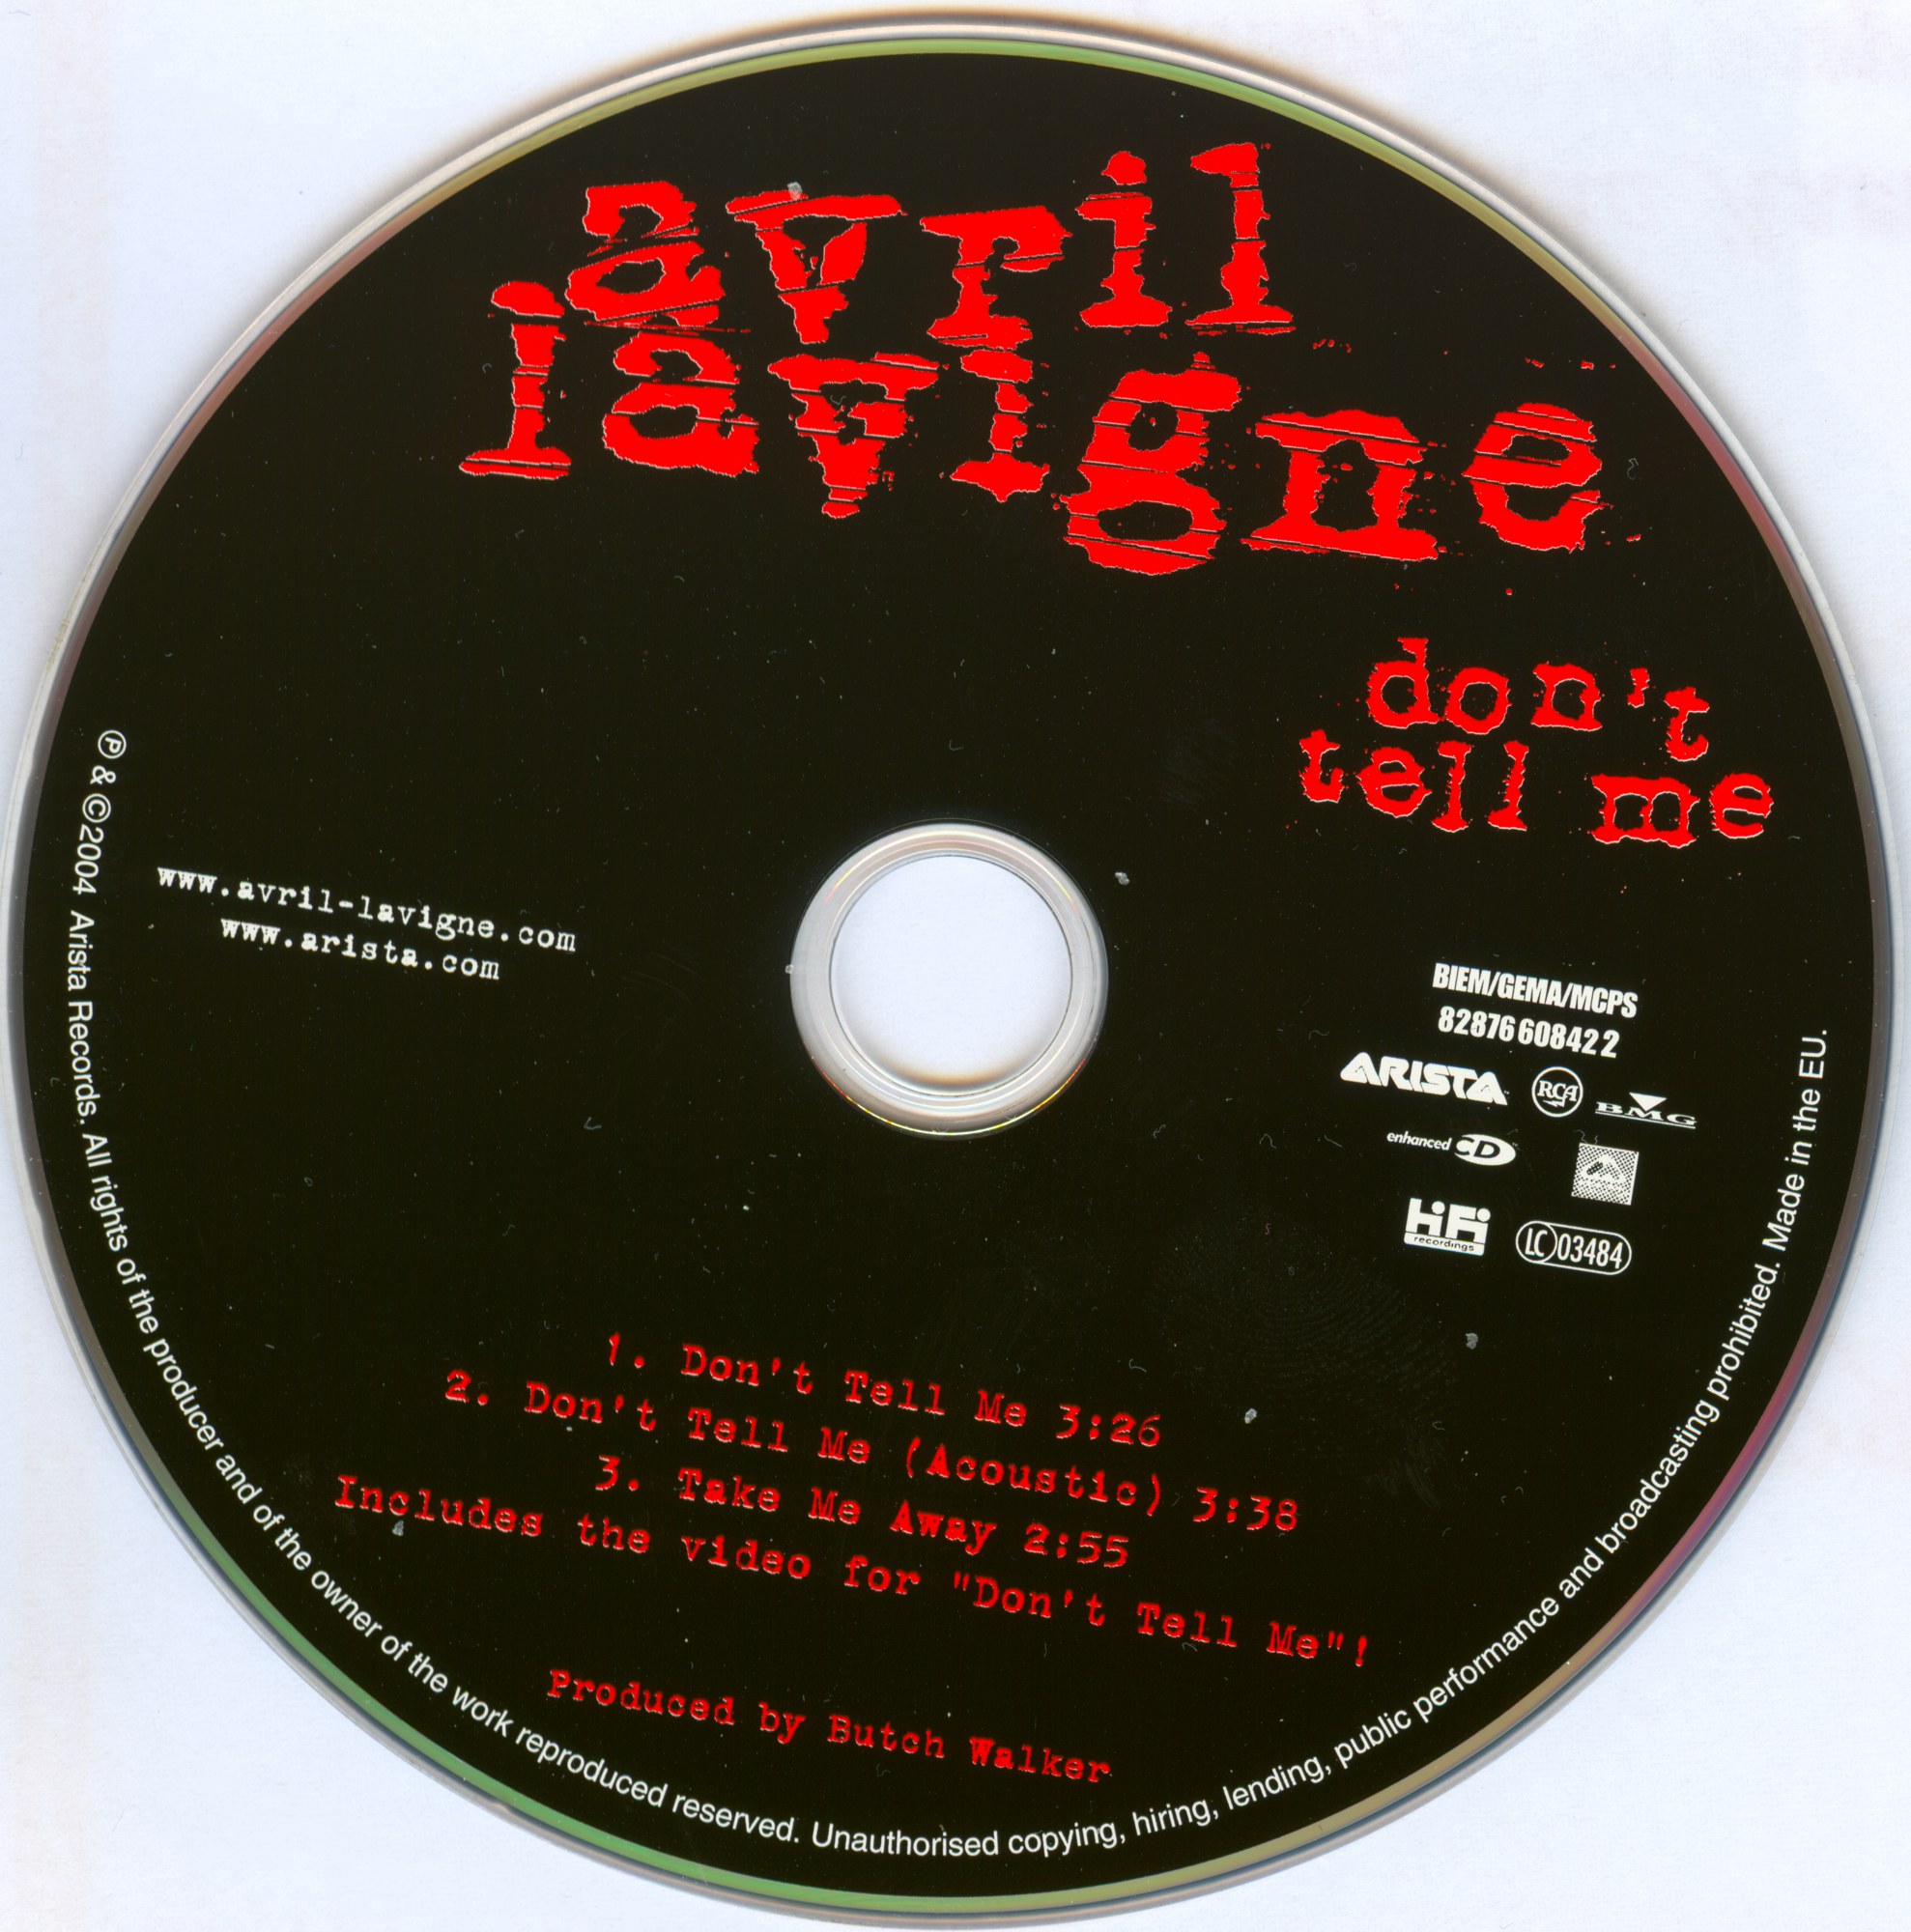 avril
lavigne
don't
tell me
www.avril-lavigne.com
www.arista.com
BIEM/GEMA/MCPS
82876 60842 2
ARISTA
RCA
BMG
enhanced CD
HiFi
recordings
LC 03484
1. Don't Tell Me 3:26
2. Don't Tell Me (Acoustic) 3:38
3. Take Me Away 2:55
Includes the video for "Don't Tell Me"!
Produced by Butch Walker
℗ & ©2004 Arista Records. All rights of the producer and of the owner of the work reproduced reserved. Unauthorised copying, hiring, lending, public performance and broadcasting prohibited. Made in the EU.